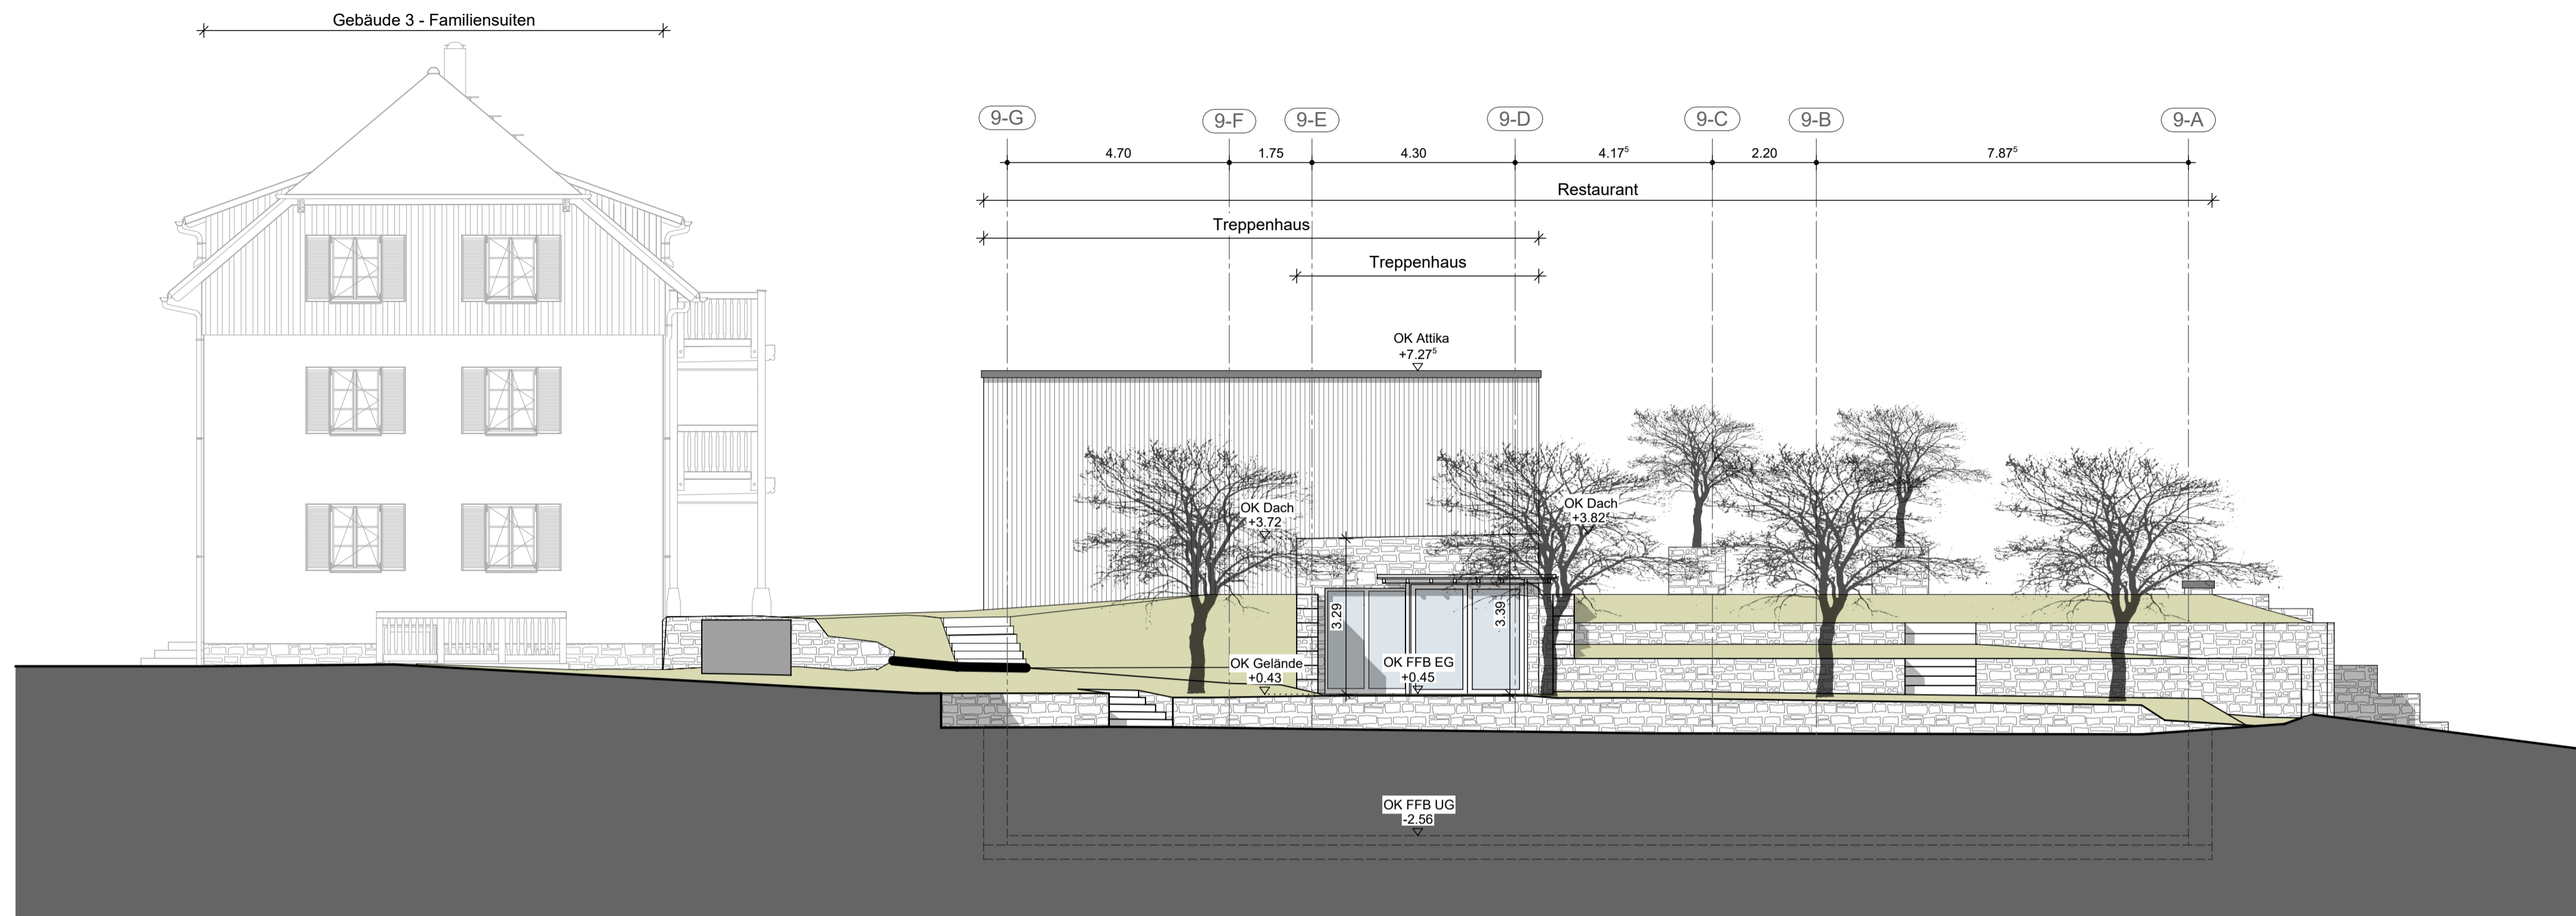 Gebäude 3 - Familiensuiten
9-G
9-F
9-E
9-D
9-C
9-B
9-A
4.70
1.75
4.30
4.17⁵
2.20
7.87⁵
Restaurant
Treppenhaus
Treppenhaus
OK Attika
+7.27⁵
OK Dach
+3.72
OK Dach
+3.82⁵
3.29
3.39
OK Gelände
+0.43
OK FFB EG
+0.45
OK FFB UG
-2.56